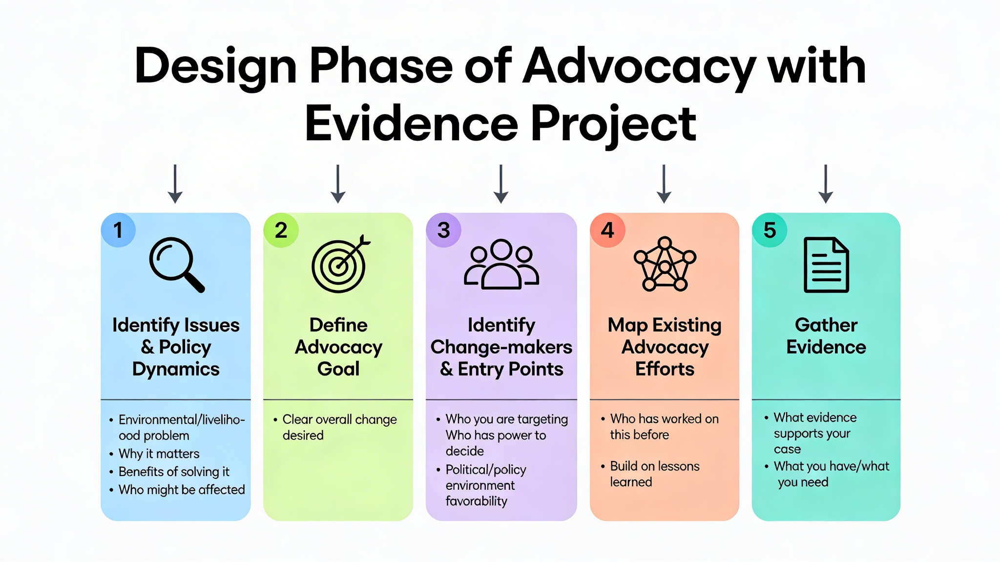 Design Phase of Advocacy with
Evidence Project
1
Identify Issues
& Policy
Dynamics
• Environmental/liveliho-
ood problem
• Why it matters
• Benefits of solving it
• Who might be affected
2
Define
Advocacy
Goal
• Clear overall change
desired
3
Identify
Change-makers
& Entry Points
• Who you are targeting
Who has power to
decide
• Political/policy
environment
favorability
4
Map Existing
Advocacy
Efforts
• Who has worked on
this before
• Build on lessons
learned
5
Gather
Evidence
• What evidence
supports your
case
• What you have/what
you need